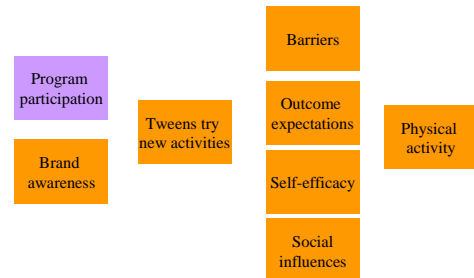 Program
participation
Brand
awareness
Tweens try
new activities
Barriers
Outcome
expectations
Self-efficacy
Social
influences
Physical
activity